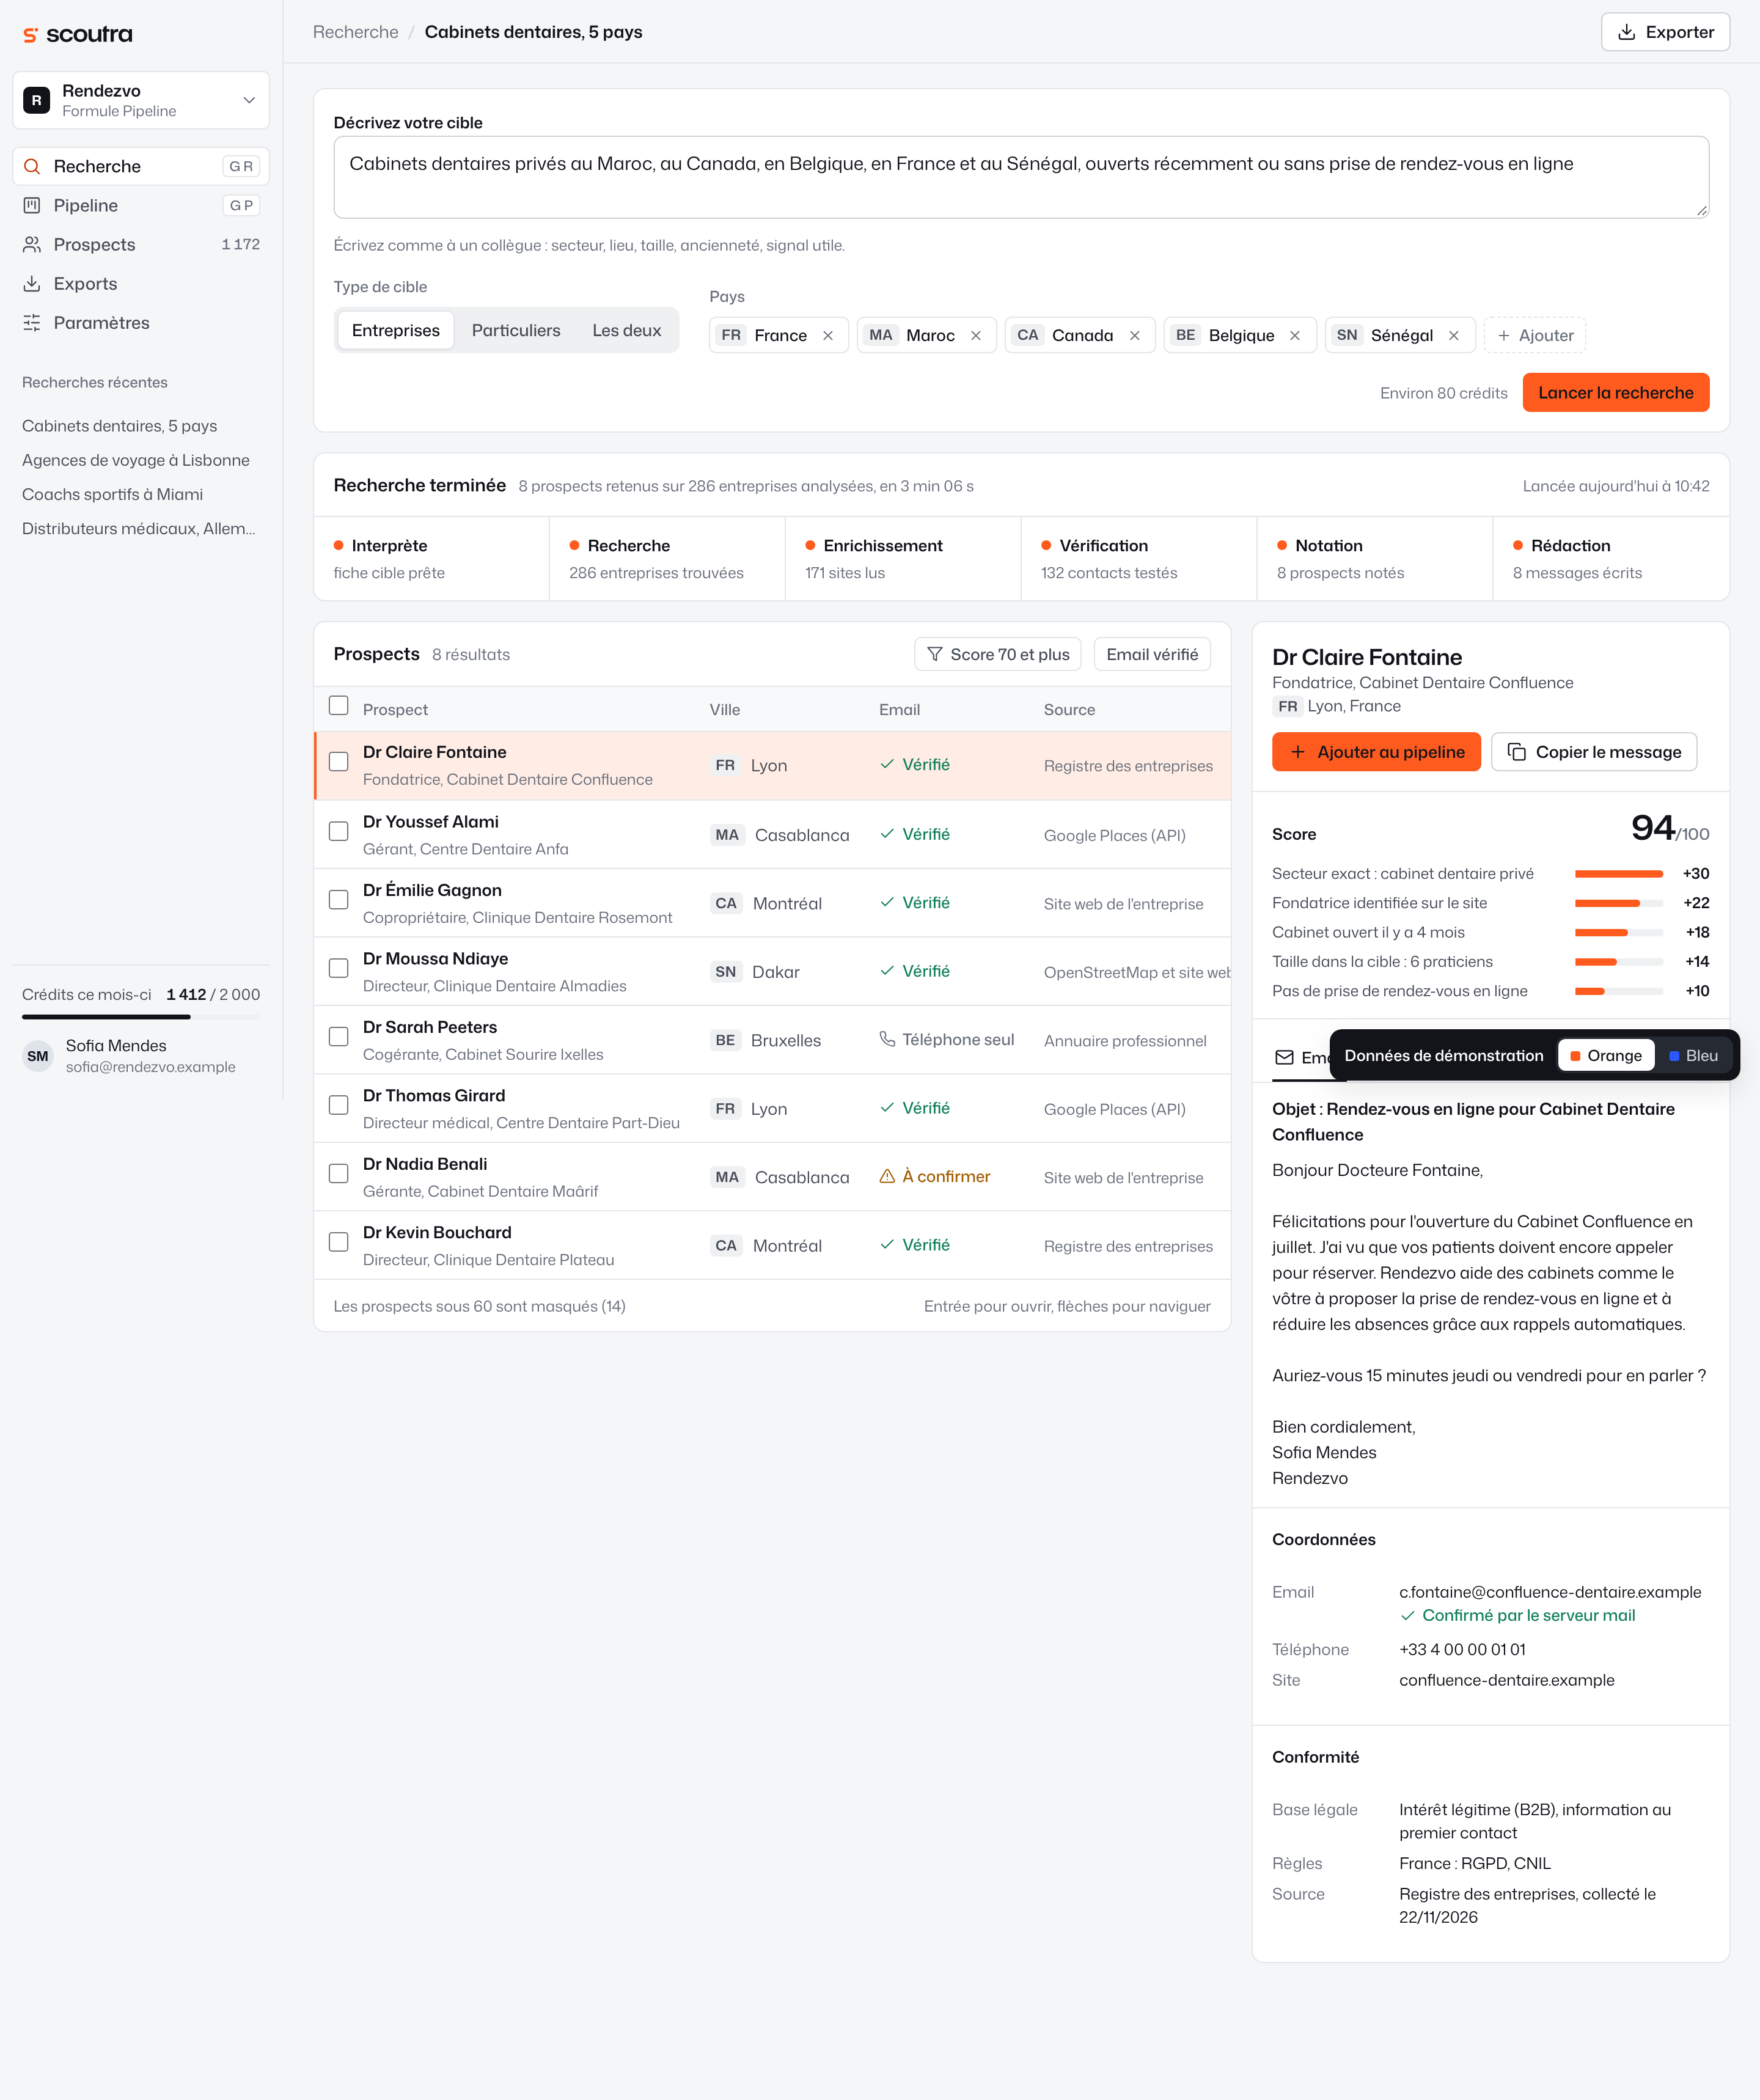 scoutra
R
Rendezvo
Formule Pipeline
Recherche
G R
Pipeline
G P
Prospects
1 172
Exports
Paramètres
Recherches récentes
Cabinets dentaires, 5 pays
Agences de voyage à Lisbonne
Coachs sportifs à Miami
Distributeurs médicaux, Allem...
Crédits ce mois-ci 1 412 / 2 000
SM
Sofia Mendes
sofia@rendezvo.example
Recherche / Cabinets dentaires, 5 pays
Exporter
Décrivez votre cible
Cabinets dentaires privés au Maroc, au Canada, en Belgique, en France et au Sénégal, ouverts récemment ou sans prise de rendez-vous en ligne
Écrivez comme à un collègue : secteur, lieu, taille, ancienneté, signal utile.
Type de cible
Entreprises Particuliers Les deux
Pays
FR France MA Maroc CA Canada BE Belgique SN Sénégal + Ajouter
Environ 80 crédits
Lancer la recherche
Recherche terminée 8 prospects retenus sur 286 entreprises analysées, en 3 min 06 s
Lancée aujourd'hui à 10:42
Interprète
fiche cible prête
Recherche
286 entreprises trouvées
Enrichissement
171 sites lus
Vérification
132 contacts testés
Notation
8 prospects notés
Rédaction
8 messages écrits
Prospects 8 résultats
Score 70 et plus
Email vérifié
Prospect Ville Email Source
Dr Claire Fontaine
Fondatrice, Cabinet Dentaire Confluence
FR Lyon
Vérifié
Registre des entreprises
Dr Youssef Alami
Gérant, Centre Dentaire Anfa
MA Casablanca
Vérifié
Google Places (API)
Dr Émilie Gagnon
Copropriétaire, Clinique Dentaire Rosemont
CA Montréal
Vérifié
Site web de l'entreprise
Dr Moussa Ndiaye
Directeur, Clinique Dentaire Almadies
SN Dakar
Vérifié
OpenStreetMap et site web
Dr Sarah Peeters
Cogérante, Cabinet Sourire Ixelles
BE Bruxelles
Téléphone seul
Annuaire professionnel
Dr Thomas Girard
Directeur médical, Centre Dentaire Part-Dieu
FR Lyon
Vérifié
Google Places (API)
Dr Nadia Benali
Gérante, Cabinet Dentaire Maârif
MA Casablanca
À confirmer
Site web de l'entreprise
Dr Kevin Bouchard
Directeur, Clinique Dentaire Plateau
CA Montréal
Vérifié
Registre des entreprises
Les prospects sous 60 sont masqués (14)
Entrée pour ouvrir, flèches pour naviguer
Dr Claire Fontaine
Fondatrice, Cabinet Dentaire Confluence
FR Lyon, France
+ Ajouter au pipeline
Copier le message
Score
94/100
Secteur exact : cabinet dentaire privé +30
Fondatrice identifiée sur le site +22
Cabinet ouvert il y a 4 mois +18
Taille dans la cible : 6 praticiens +14
Pas de prise de rendez-vous en ligne +10
Données de démonstration Orange Bleu
Objet : Rendez-vous en ligne pour Cabinet Dentaire
Confluence
Bonjour Docteure Fontaine,
Félicitations pour l'ouverture du Cabinet Confluence en
juillet. J'ai vu que vos patients doivent encore appeler
pour réserver. Rendezvo aide des cabinets comme le
vôtre à proposer la prise de rendez-vous en ligne et à
réduire les absences grâce aux rappels automatiques.
Auriez-vous 15 minutes jeudi ou vendredi pour en parler ?
Bien cordialement,
Sofia Mendes
Rendezvo
Coordonnées
Email c.fontaine@confluence-dentaire.example
Confirmé par le serveur mail
Téléphone +33 4 00 00 01 01
Site confluence-dentaire.example
Conformité
Base légale Intérêt légitime (B2B), information au
premier contact
Règles France : RGPD, CNIL
Source Registre des entreprises, collecté le
22/11/2026